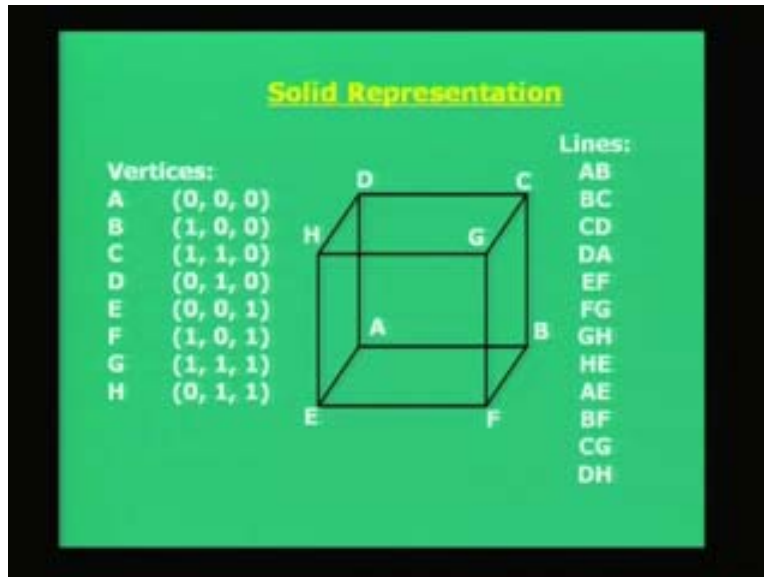 Solid Representation
Vertices:
A (0, 0, 0)
B (1, 0, 0)
C (1, 1, 0)
D (0, 1, 0)
E (0, 0, 1)
F (1, 0, 1)
G (1, 1, 1)
H (0, 1, 1)
D C
H G
A B
E F
Lines:
AB
BC
CD
DA
EF
FG
GH
HE
AE
BF
CG
DH